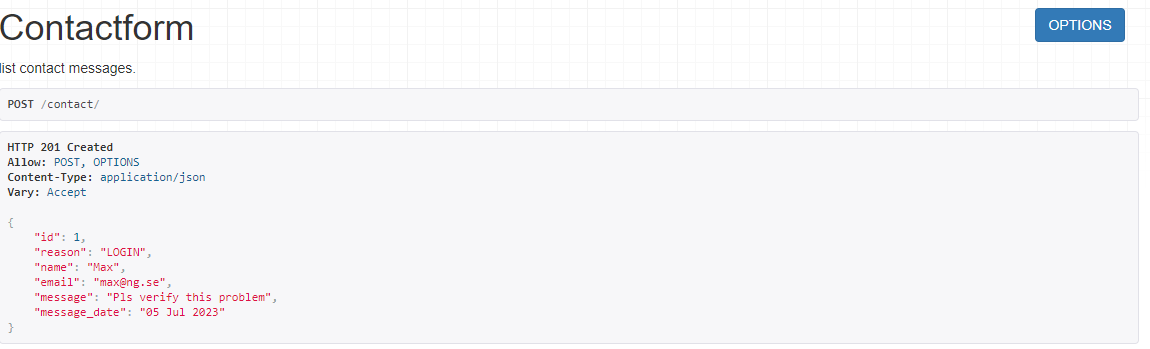 Contactform
OPTIONS
list contact messages.
POST /contact/
HTTP 201 Created
Allow: POST, OPTIONS
Content-Type: application/json
Vary: Accept
{
    "id": 1,
    "reason": "LOGIN",
    "name": "Max",
    "email": "max@ng.se",
    "message": "Pls verify this problem",
    "message_date": "05 Jul 2023"
}